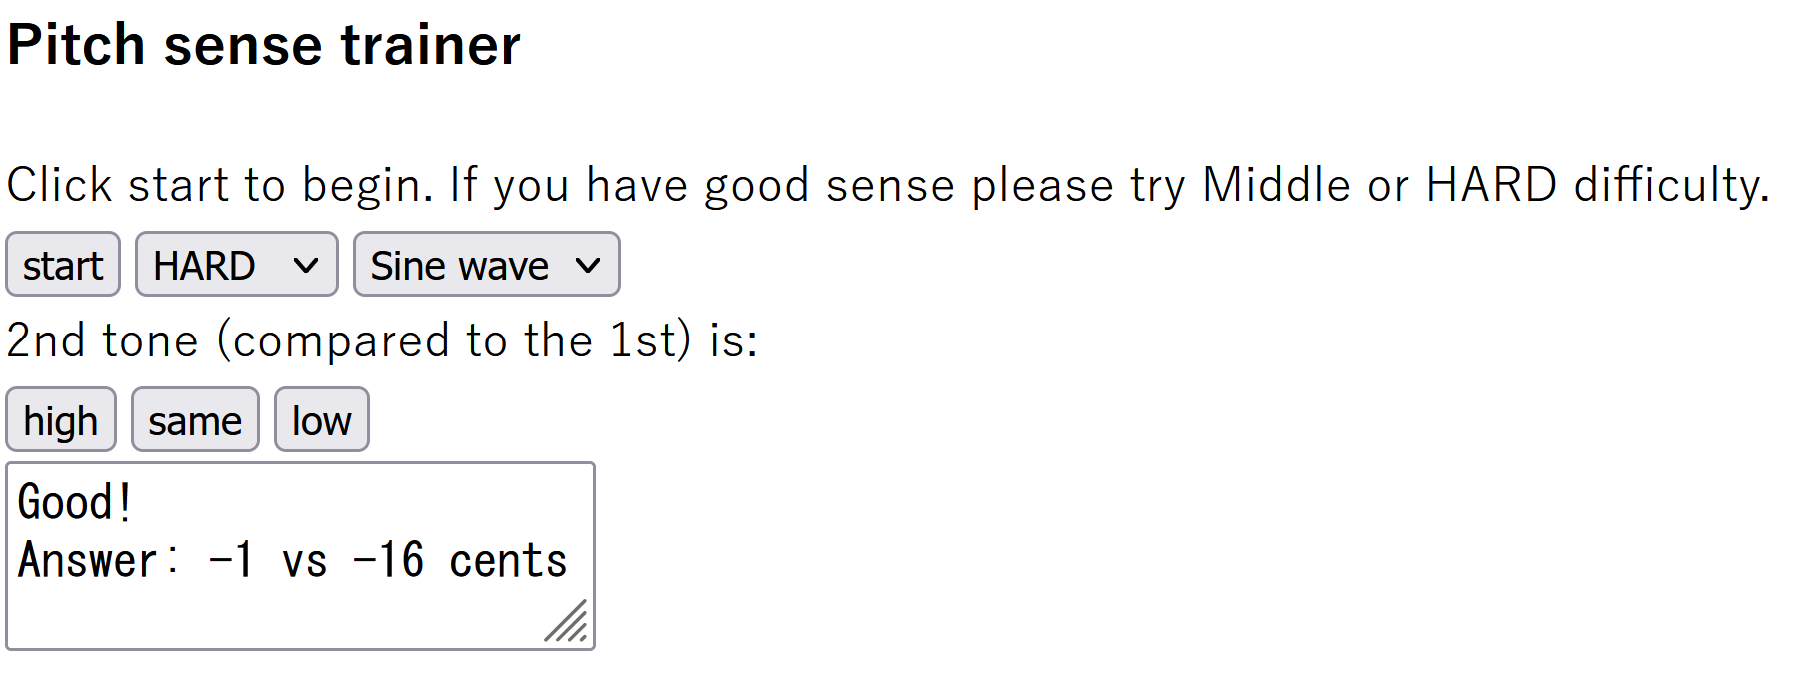 Pitch sense trainer
Click start to begin. If you have good sense please try Middle or HARD difficulty.
start HARD Sine wave
2nd tone (compared to the 1st) is:
high same low
Good!
Answer: -1 vs -16 cents